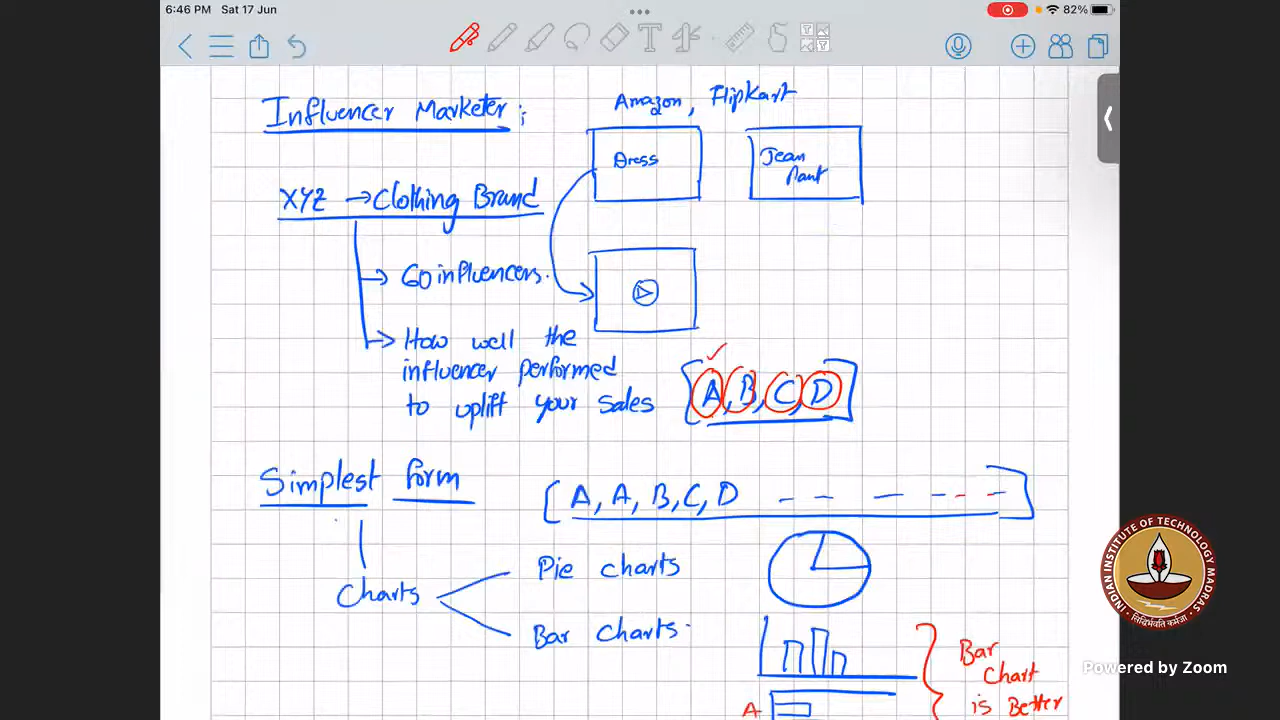 6:46 PM Sat 17 Jun
82%
Influencer Marketer:
Amazon, Flipkart
Dress
Jean
Pant
XYZ → Clothing Brand
→ 60 influencers.
→ How well the
influencer performed
to uplift your sales
[A, B, C, D]
Simplest form
[A, A, B, C, D - - - - - -]
Charts
Pie charts
Bar charts.
Bar
Chart
is Better
A
INDIAN INSTITUTE OF TECHNOLOGY MADRAS
सिद्धिर्भवति कर्मजा
Powered by Zoom